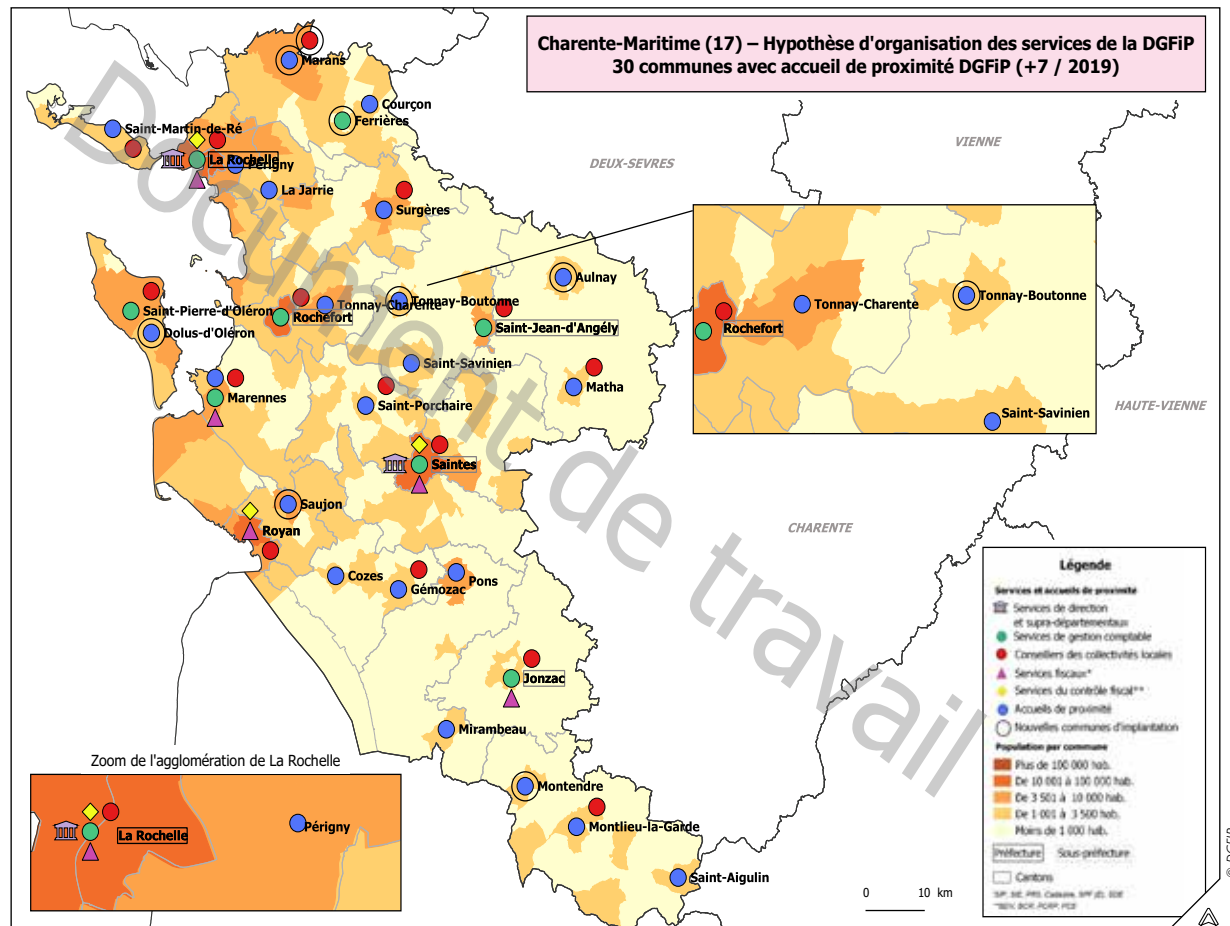 Charente-Maritime (17) – Hypothèse d'organisation des services de la DGFiP
30 communes avec accueil de proximité DGFiP (+7 / 2019)
Document de travail
VIENNE
DEUX-SEVRES
HAUTE-VIENNE
CHARENTE
Marans
Courçon
Ferrières
Saint-Martin-de-Ré
La Rochelle
Périgny
La Jarrie
Surgères
Aulnay
Saint-Pierre-d'Oléron
Dolus-d'Oléron
Rochefort
Tonnay-Charente
Tonnay-Boutonne
Saint-Jean-d'Angély
Saint-Savinien
Matha
Marennes
Saint-Porchaire
Saintes
Saujon
Royan
Cozes
Gémozac
Pons
Jonzac
Mirambeau
Montendre
Montlieu-la-Garde
Saint-Aigulin
Rochefort
Tonnay-Charente
Tonnay-Boutonne
Saint-Savinien
Zoom de l'agglomération de La Rochelle
La Rochelle
Périgny
0 10 km
Légende
Services et accueils de proximité
Services de direction
et supra-départementaux
Services de gestion comptable
Conseillers des collectivités locales
Services fiscaux*
Services du contrôle fiscal**
Accueils de proximité
Nouvelles communes d'implantation
Population par commune
Plus de 100 000 hab.
De 10 001 à 100 000 hab.
De 3 501 à 10 000 hab.
De 1 001 à 3 500 hab.
Moins de 1 000 hab.
Préfecture Sous-préfecture
Cantons
© DGFiP